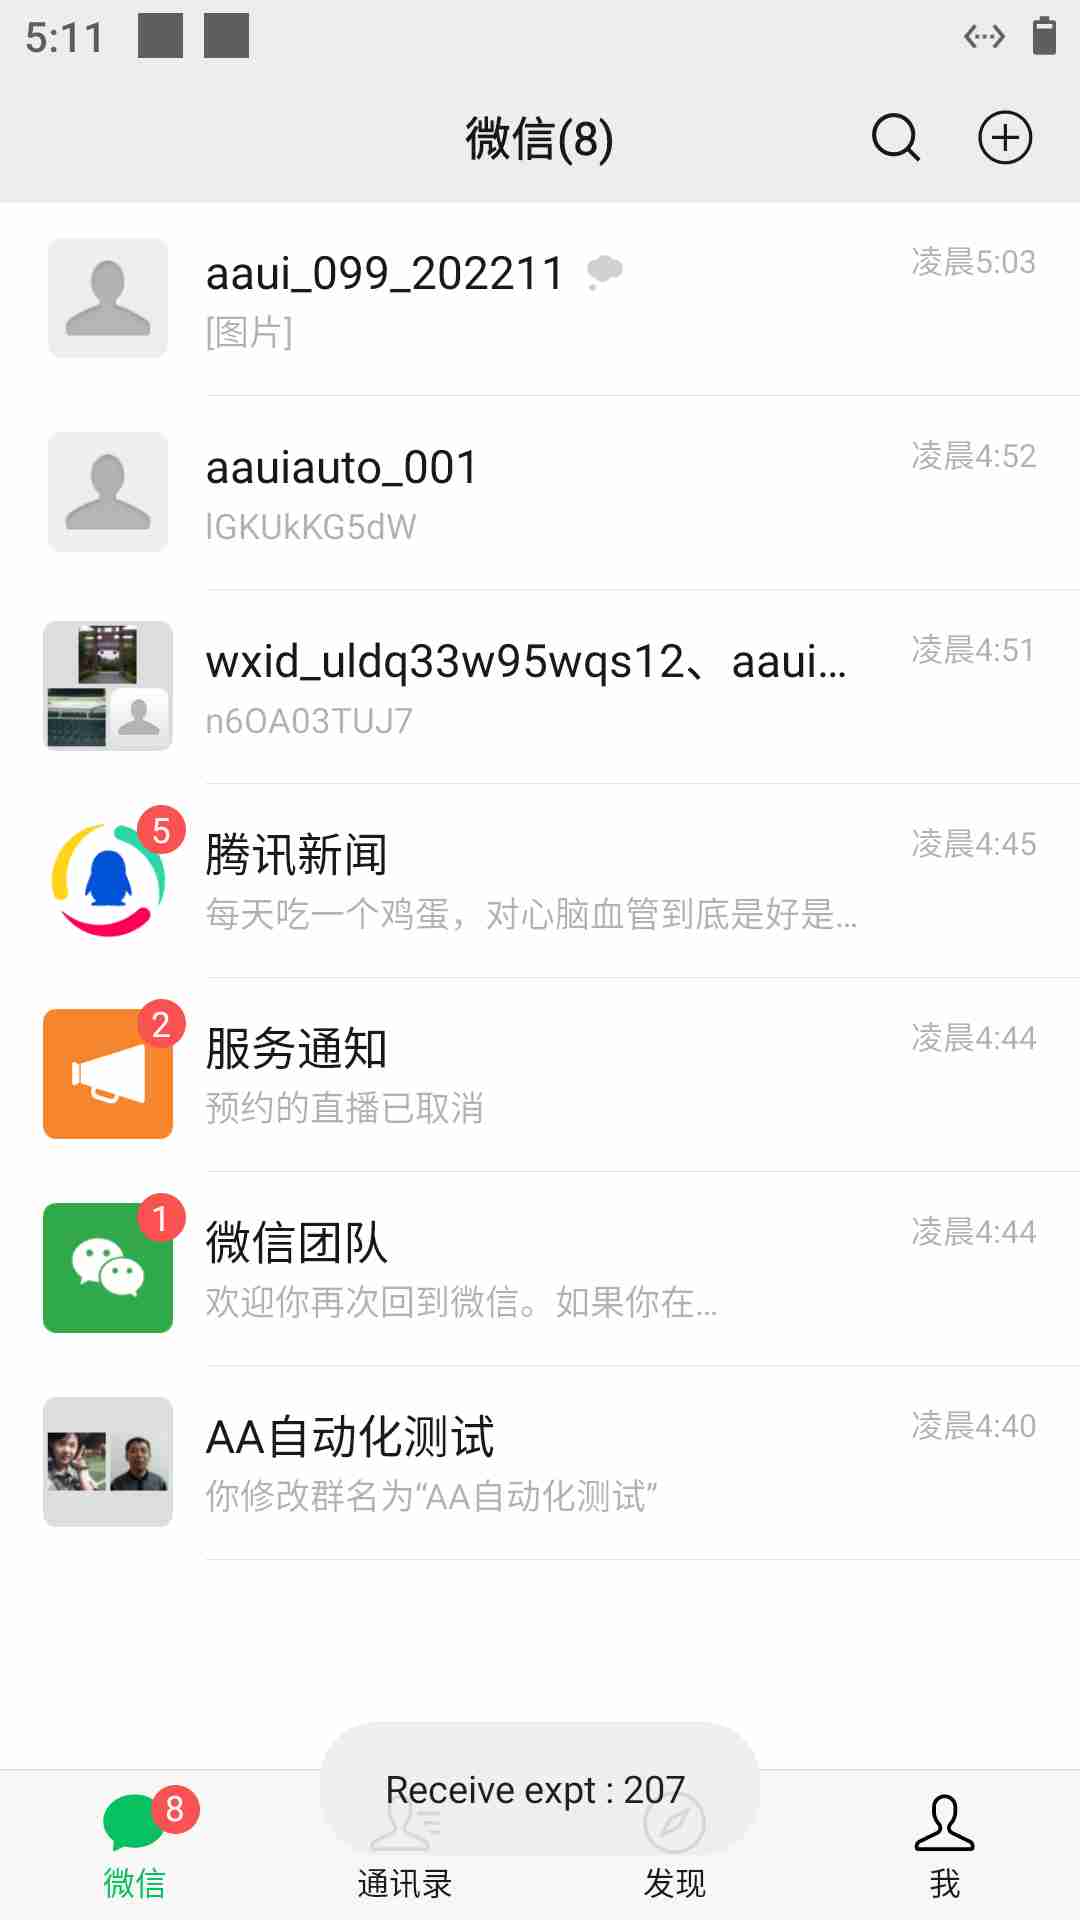 5:11
微信(8)
aaui_099_202211
凌晨5:03
[图片]
aauiauto_001
凌晨4:52
lGKUkKG5dW
wxid_uldq33w95wqs12、aaui...
凌晨4:51
n6OA03TUJ7
5
腾讯新闻
凌晨4:45
每天吃一个鸡蛋，对心脑血管到底是好是...
2
服务通知
凌晨4:44
预约的直播已取消
1
微信团队
凌晨4:44
欢迎你再次回到微信。如果你在...
AA自动化测试
凌晨4:40
你修改群名为“AA自动化测试”
Receive expt : 207
8
微信
通讯录
发现
我